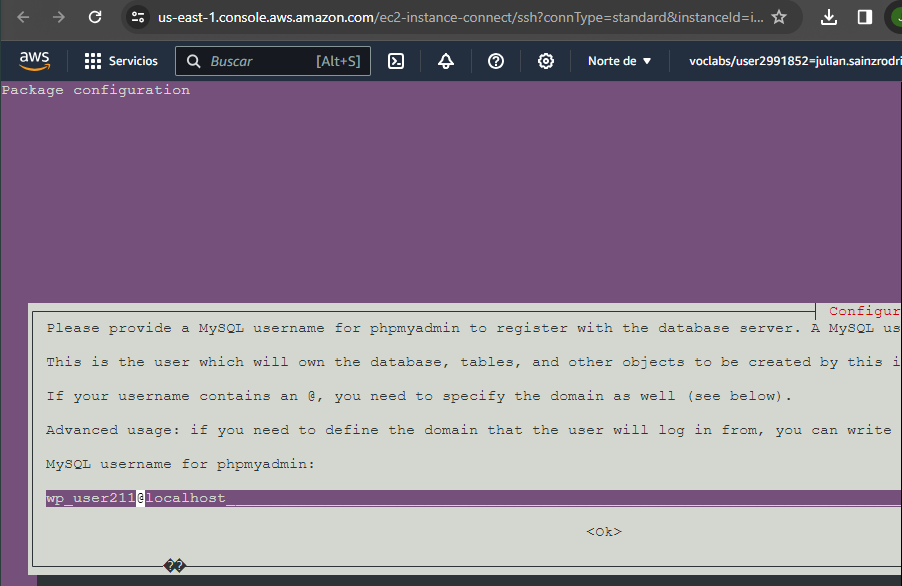 us-east-1.console.aws.amazon.com/ec2-instance-connect/ssh?connType=standard&instanceId=i...
aws Servicios Buscar [Alt+S] Norte de voclabs/user2991852=julian.sainzrodri
Package configuration
Configur
Please provide a MySQL username for phpmyadmin to register with the database server. A MySQL us
This is the user which will own the database, tables, and other objects to be created by this i
If your username contains an @, you need to specify the domain as well (see below).
Advanced usage: if you need to define the domain that the user will log in from, you can write
MySQL username for phpmyadmin:
wp_user211@localhost
<Ok>
��